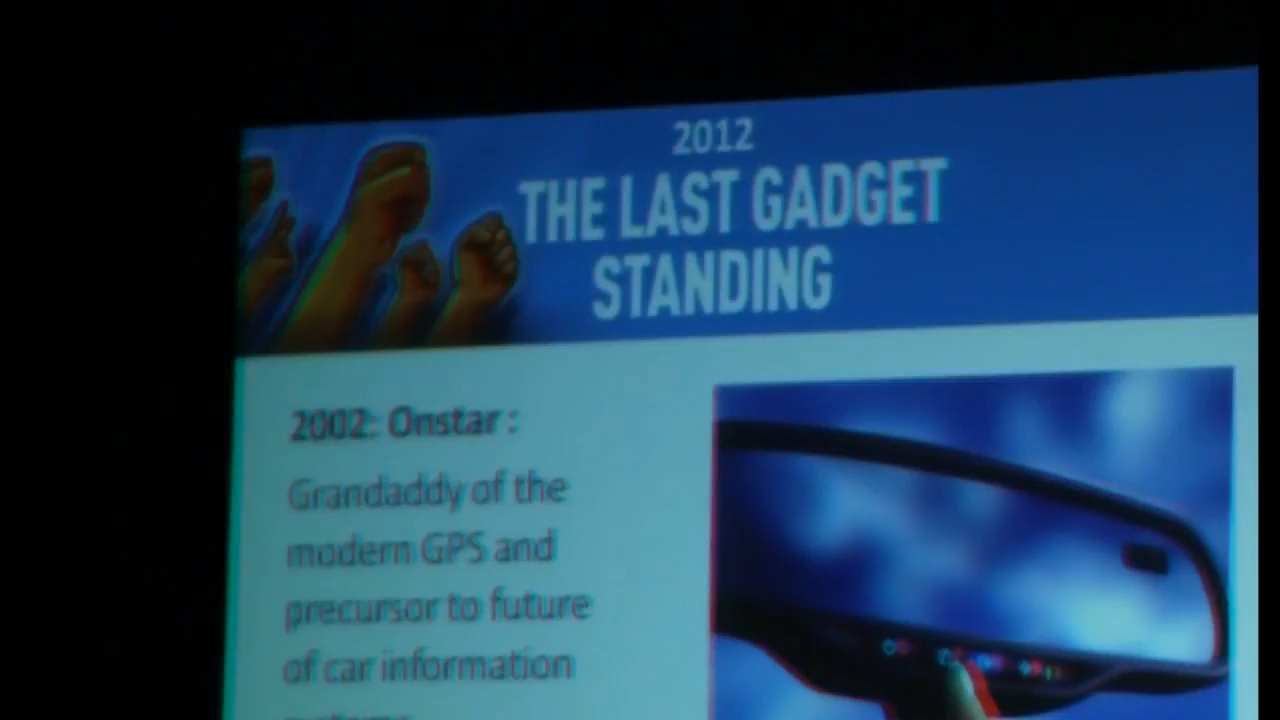 2012
THE LAST GADGET
STANDING
2002: Onstar :
Grandaddy of the
modern GPS and
precursor to future
of car information